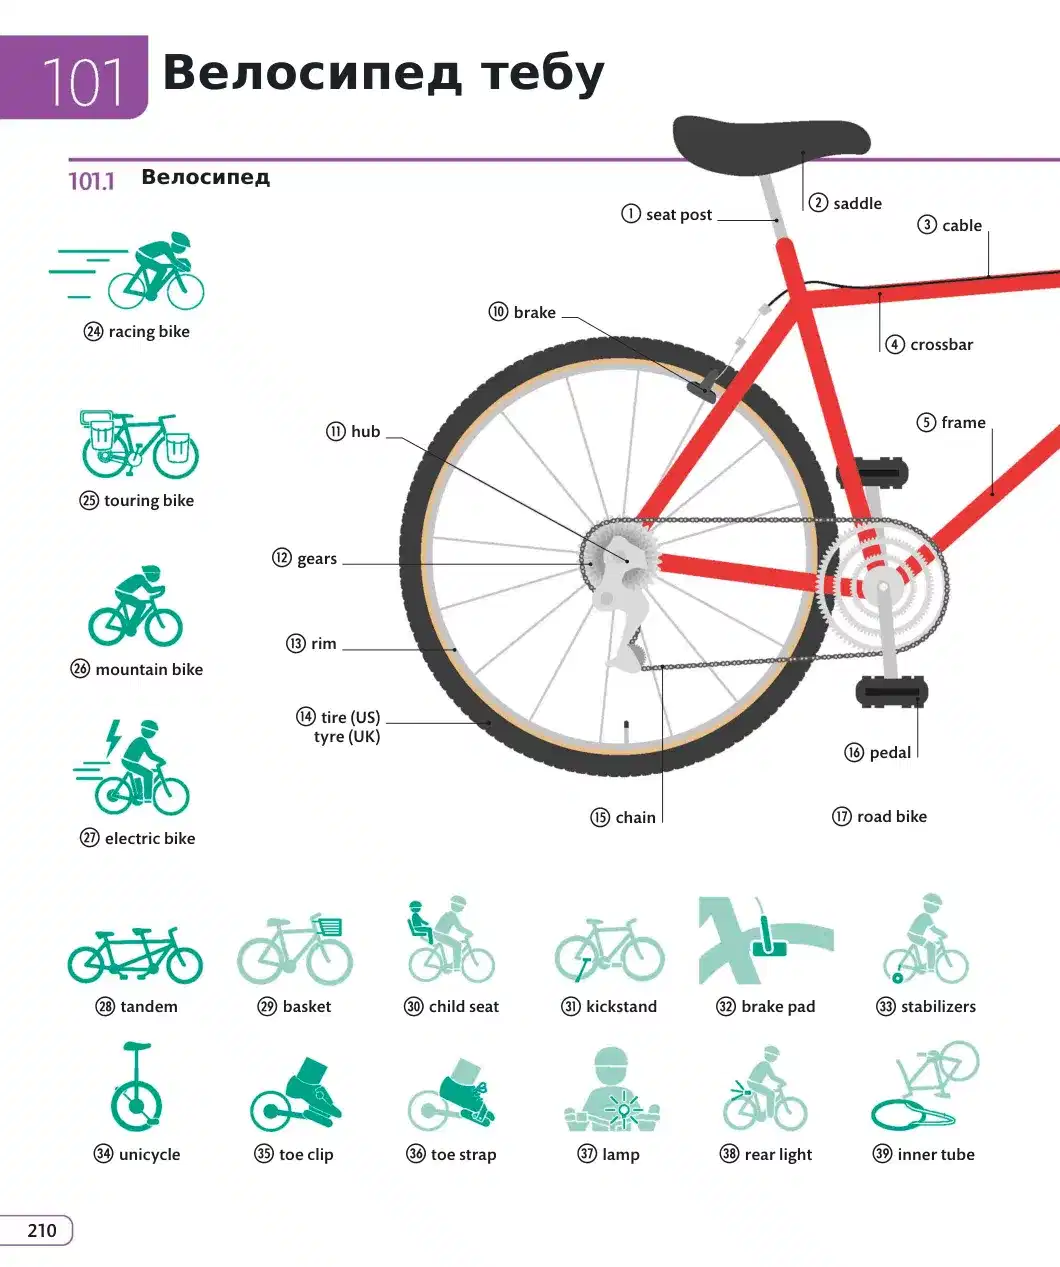 101 Велосипед тебу
101.1 Велосипед
① seat post
② saddle
③ cable
④ crossbar
⑤ frame
⑩ brake
⑪ hub
⑫ gears
⑬ rim
⑭ tire (US)
tyre (UK)
⑮ chain
⑯ pedal
⑰ road bike
㉔ racing bike
㉕ touring bike
㉖ mountain bike
㉗ electric bike
㉘ tandem
㉙ basket
㉚ child seat
㉛ kickstand
㉜ brake pad
㉝ stabilizers
㉞ unicycle
㉟ toe clip
㊱ toe strap
㊲ lamp
㊳ rear light
㊴ inner tube
210